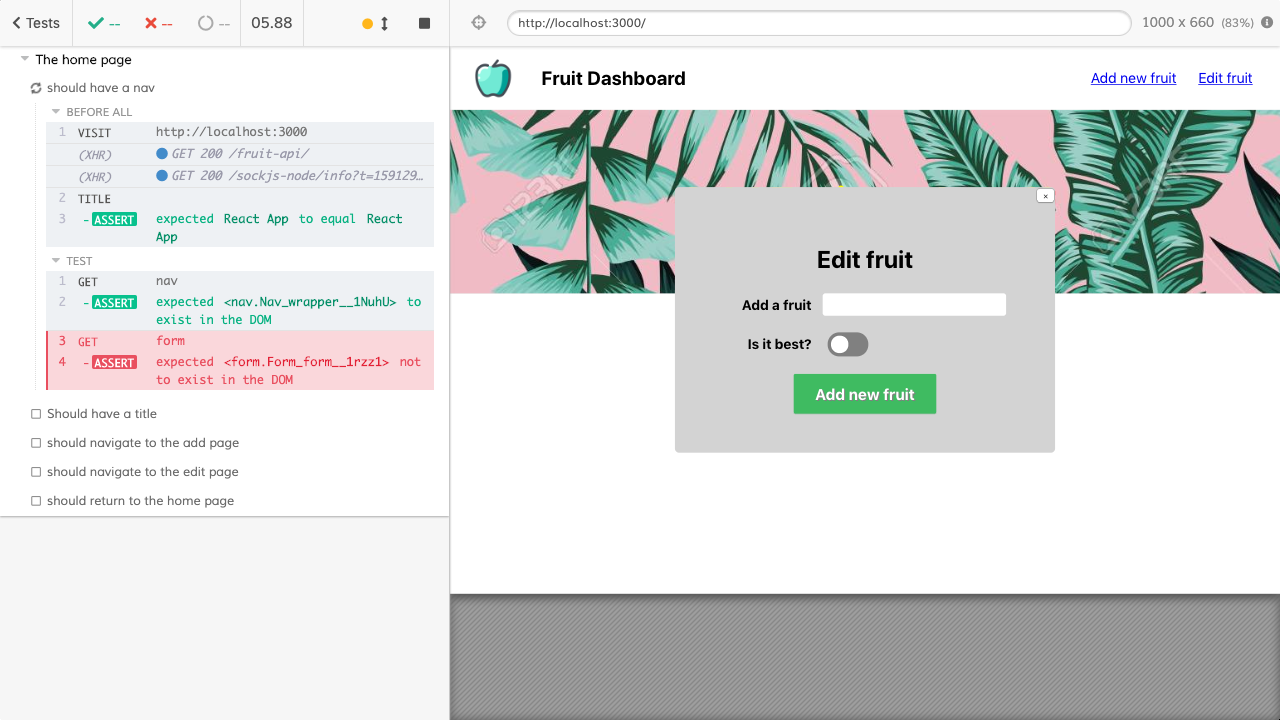 Tests
--
--
--
05.88
http://localhost:3000/
1000 x 660 (83%)
The home page
should have a nav
BEFORE ALL
1 VISIT http://localhost:3000
(XHR) GET 200 /fruit-api/
(XHR) GET 200 /sockjs-node/info?t=159129…
2 TITLE
3 - ASSERT expected React App to equal React
App
TEST
1 GET nav
2 - ASSERT expected <nav.Nav_wrapper__1NuhU> to
exist in the DOM
3 GET form
4 - ASSERT expected <form.Form_form__1rzz1> not
to exist in the DOM
Should have a title
should navigate to the add page
should navigate to the edit page
should return to the home page
Fruit Dashboard
Add new fruit
Edit fruit
123RF
×
Edit fruit
Add a fruit
Is it best?
Add new fruit